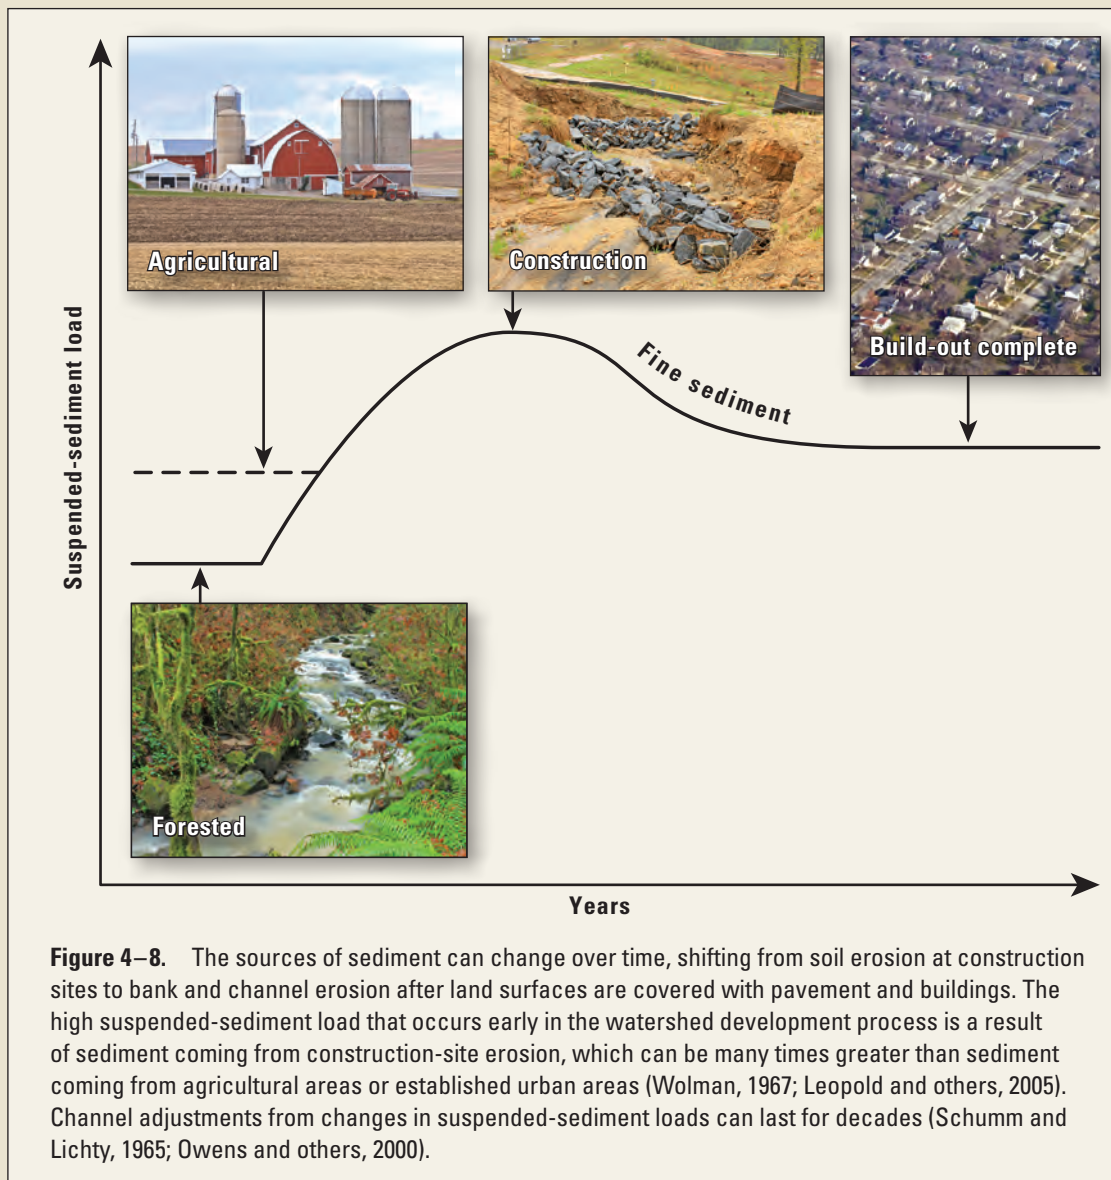 Agricultural
Construction
Build-out complete
Fine sediment
Suspended-sediment load
Forested
Years
Figure 4–8. The sources of sediment can change over time, shifting from soil erosion at construction
sites to bank and channel erosion after land surfaces are covered with pavement and buildings. The
high suspended-sediment load that occurs early in the watershed development process is a result
of sediment coming from construction-site erosion, which can be many times greater than sediment
coming from agricultural areas or established urban areas (Wolman, 1967; Leopold and others, 2005).
Channel adjustments from changes in suspended-sediment loads can last for decades (Schumm and
Lichty, 1965; Owens and others, 2000).